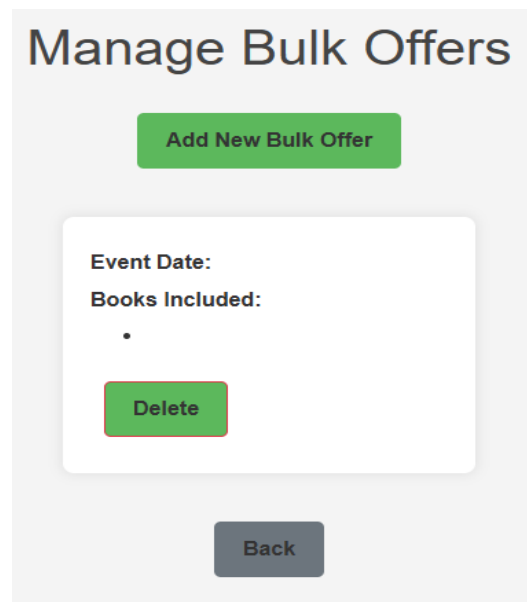 Manage Bulk Offers
Add New Bulk Offer
Event Date:
Books Included:
•
Delete
Back